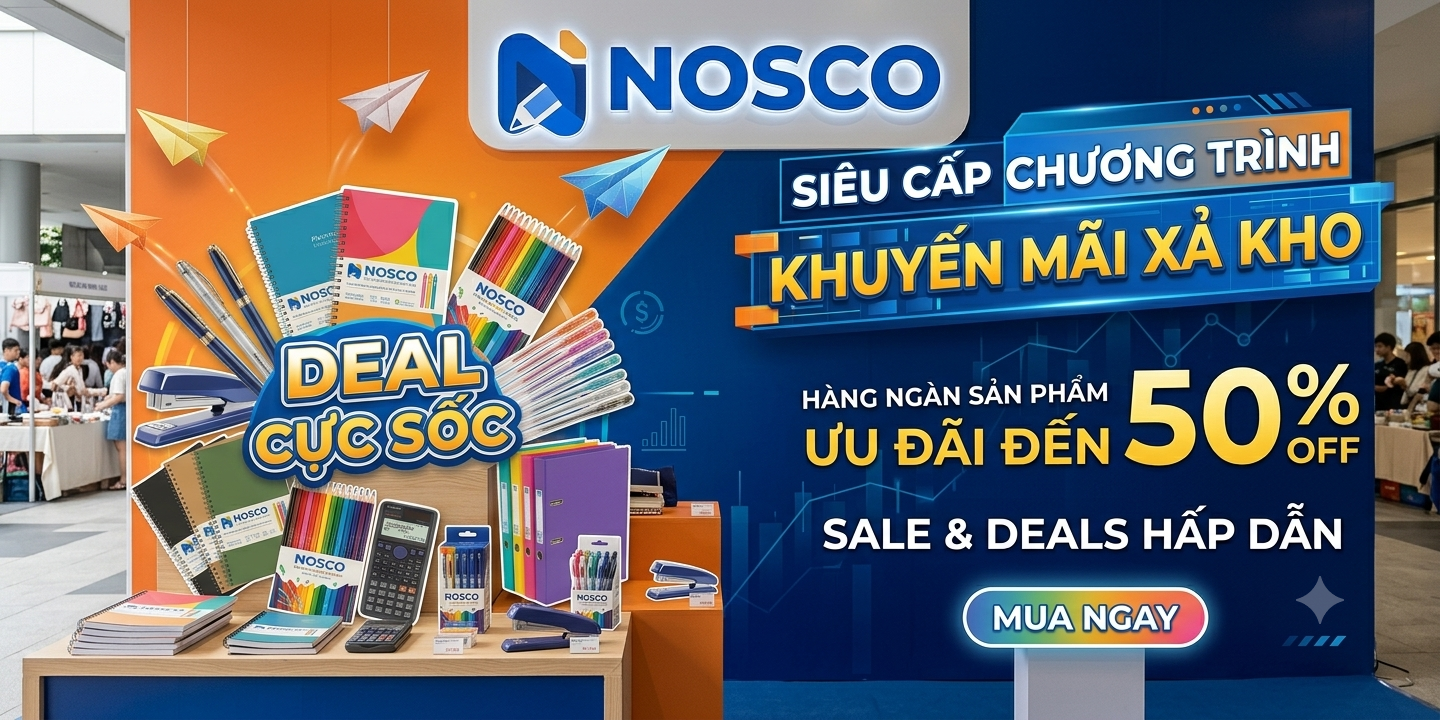 NOSCO
SIÊU CẤP CHƯƠNG TRÌNH
KHUYẾN MÃI XẢ KHO
HÀNG NGÀN SẢN PHẨM
ƯU ĐÃI ĐẾN 50% OFF
SALE & DEALS HẤP DẪN
MUA NGAY
NOSCO
NOSCO
DEAL
CỰC SỐC
NOSCO
NOSCO
ROSCO
NOSCO